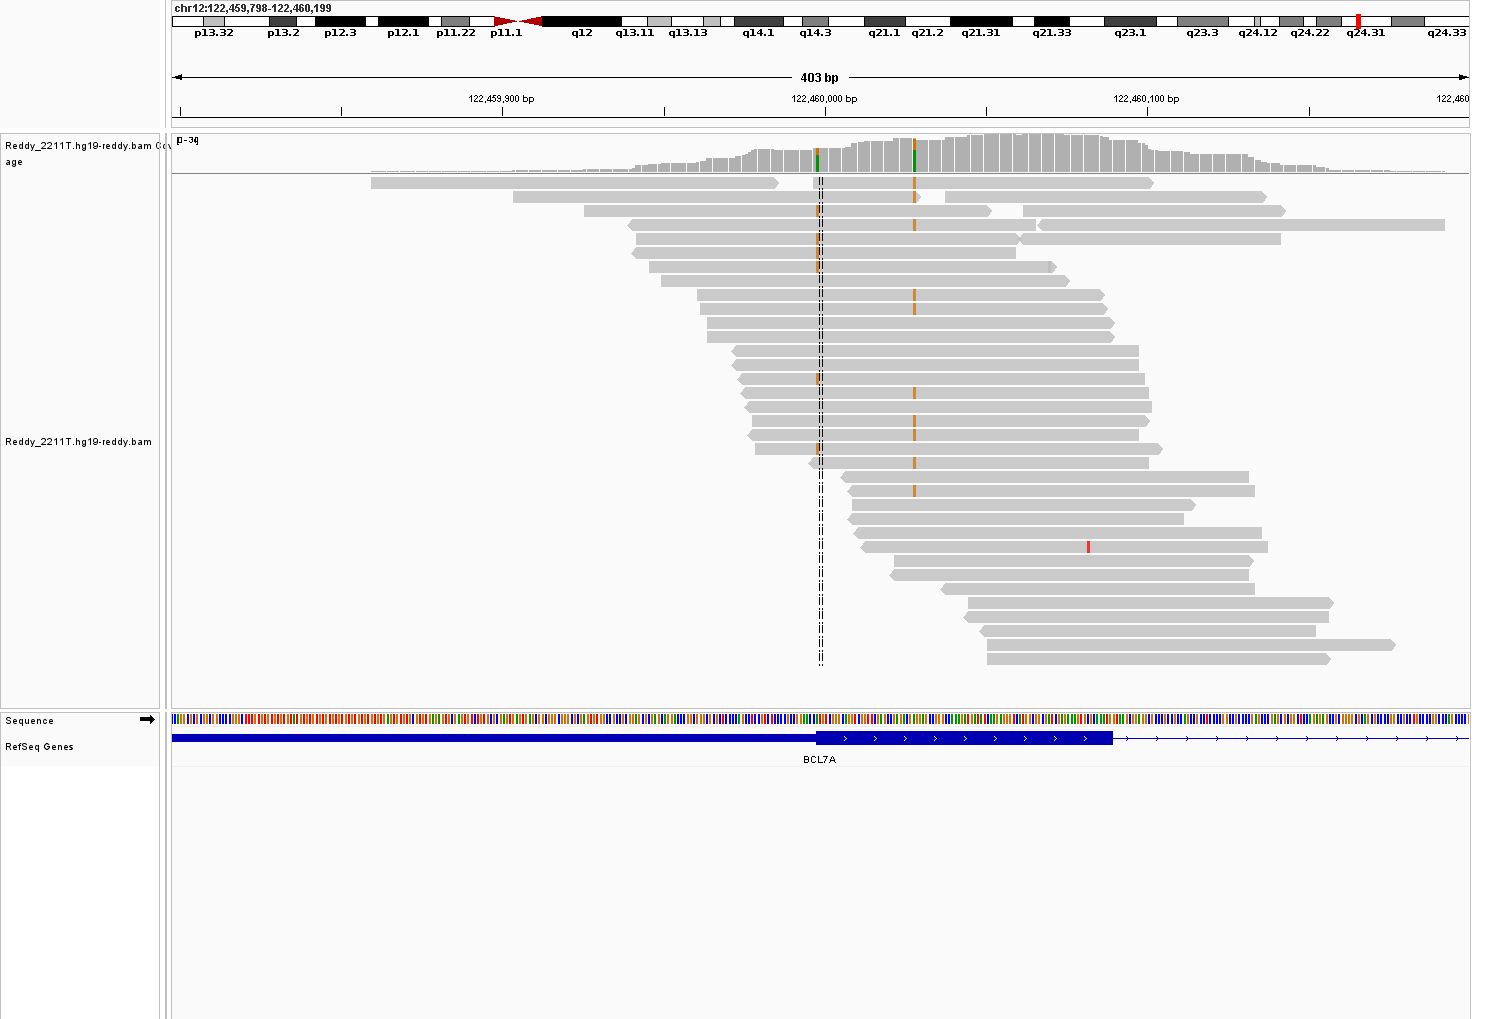 chr12:122,459,798-122,460,199
p13.32 p13.2 p12.3 p12.1 p11.22 p11.1 q12 q13.11 q13.13 q14.1 q14.3 q21.1 q21.2 q21.31 q21.33 q23.1 q23.3 q24.12 q24.22 q24.31 q24.33
403 bp
122,459,900 bp 122,460,000 bp 122,460,100 bp 122,460
Reddy_2211T.hg19-reddy.bam
age
Reddy_2211T.hg19-reddy.bam
Sequence
RefSeq Genes
BCL7A